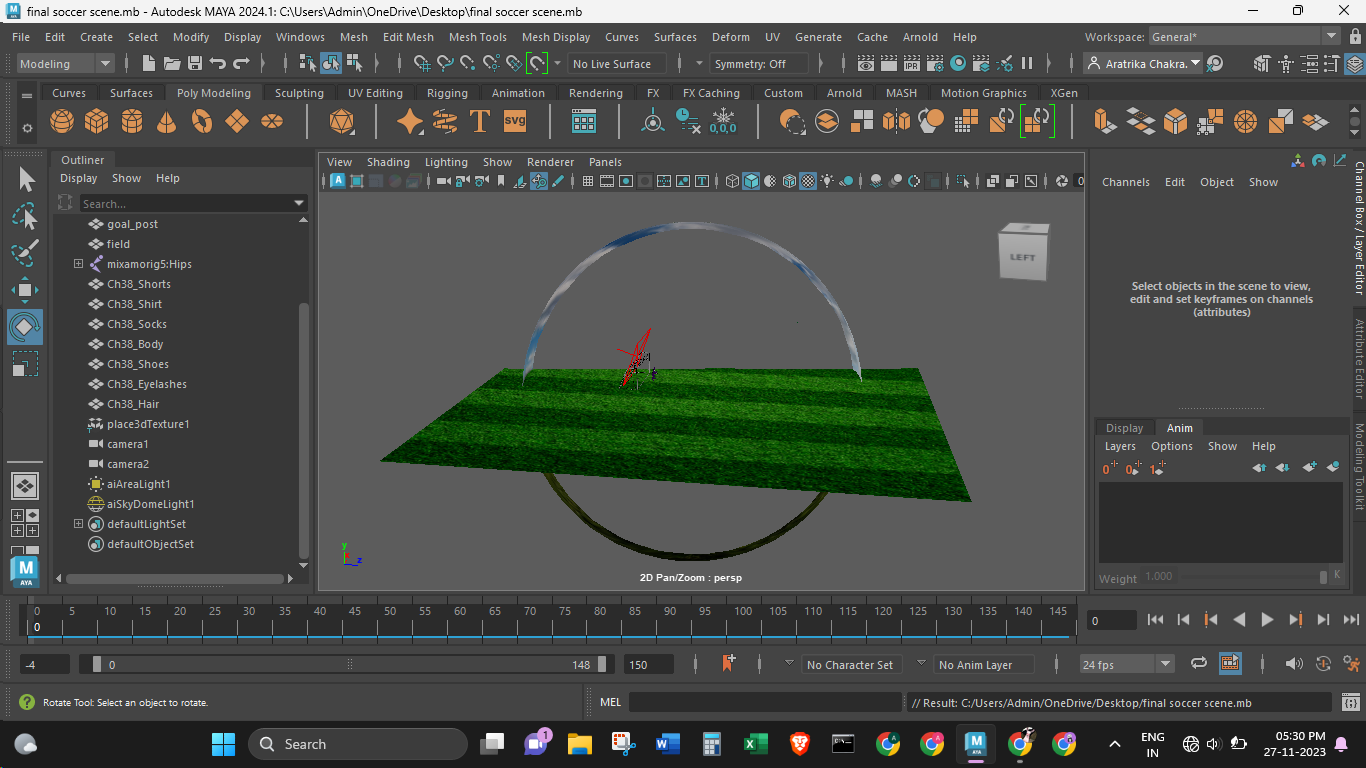 final soccer scene.mb - Autodesk MAYA 2024.1: C:\Users\Admin\OneDrive\Desktop\final soccer scene.mb
File Edit Create Select Modify Display Windows Mesh Edit Mesh Mesh Tools Mesh Display Curves Surfaces Deform UV Generate Cache Arnold Help Workspace: General*
Modeling No Live Surface Symmetry: Off IPR Aratrika Chakra.
Curves Surfaces Poly Modeling Sculpting UV Editing Rigging Animation Rendering FX FX Caching Custom Arnold MASH Motion Graphics XGen
T SVG 0,0,0
Outliner
Display Show Help
Search...
goal_post
field
mixamorig5:Hips
Ch38_Shorts
Ch38_Shirt
Ch38_Socks
Ch38_Body
Ch38_Shoes
Ch38_Eyelashes
Ch38_Hair
place3dTexture1
camera1
camera2
aiAreaLight1
aiSkyDomeLight1
defaultLightSet
defaultObjectSet
View Shading Lighting Show Renderer Panels
LEFT
y
z
2D Pan/Zoom : persp
Channels Edit Object Show
Select objects in the scene to view,
edit and set keyframes on channels
(attributes)
Channel Box / Layer Editor
Attribute Editor
Modeling Toolkit
Display Anim
Layers Options Show Help
Weight 1.000 K
M
AYA
0 5 10 15 20 25 30 35 40 45 50 55 60 65 70 75 80 85 90 95 100 105 110 115 120 125 130 135 140 145
0
0
-4 0 148 150 No Character Set No Anim Layer 24 fps
Rotate Tool: Select an object to rotate. MEL // Result: C:/Users/Admin/OneDrive/Desktop/final soccer scene.mb
Search 1 ENG
IN
05:30 PM
27-11-2023